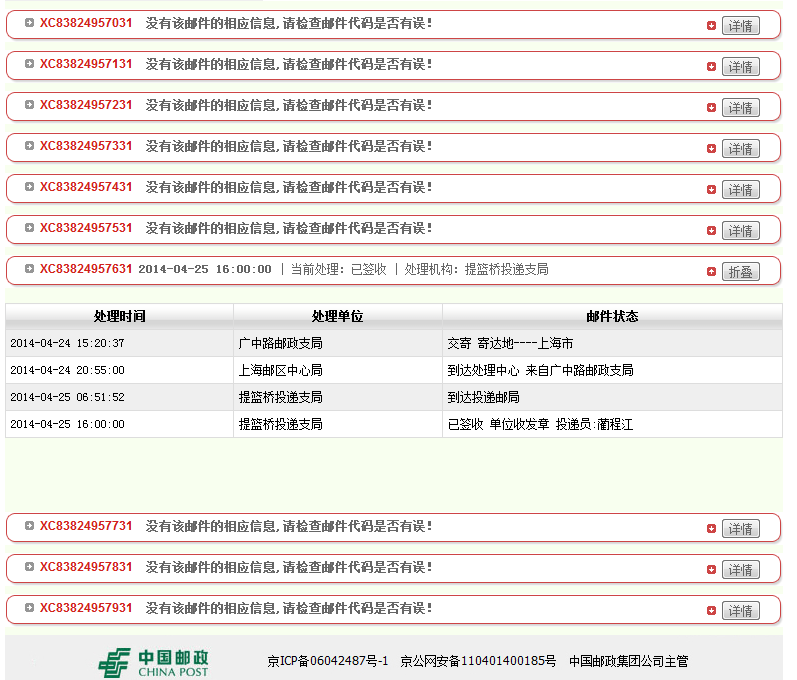 XC83824957031 没有该邮件的相应信息,请检查邮件代码是否有误! 详情
XC83824957131 没有该邮件的相应信息,请检查邮件代码是否有误! 详情
XC83824957231 没有该邮件的相应信息,请检查邮件代码是否有误! 详情
XC83824957331 没有该邮件的相应信息,请检查邮件代码是否有误! 详情
XC83824957431 没有该邮件的相应信息,请检查邮件代码是否有误! 详情
XC83824957531 没有该邮件的相应信息,请检查邮件代码是否有误! 详情
XC83824957631 2014-04-25 16:00:00 | 当前处理: 已签收 | 处理机构: 提篮桥投递支局 折叠
处理时间 处理单位 邮件状态
2014-04-24 15:20:37 广中路邮政支局 交寄 寄达地----上海市
2014-04-24 20:55:00 上海邮区中心局 到达处理中心 来自广中路邮政支局
2014-04-25 06:51:52 提篮桥投递支局 到达投递邮局
2014-04-25 16:00:00 提篮桥投递支局 已签收 单位收发章 投递员:蔺程江
XC83824957731 没有该邮件的相应信息,请检查邮件代码是否有误! 详情
XC83824957831 没有该邮件的相应信息,请检查邮件代码是否有误! 详情
XC83824957931 没有该邮件的相应信息,请检查邮件代码是否有误! 详情
中国邮政
CHINA POST
京ICP备06042487号-1 京公网安备110401400185号 中国邮政集团公司主管